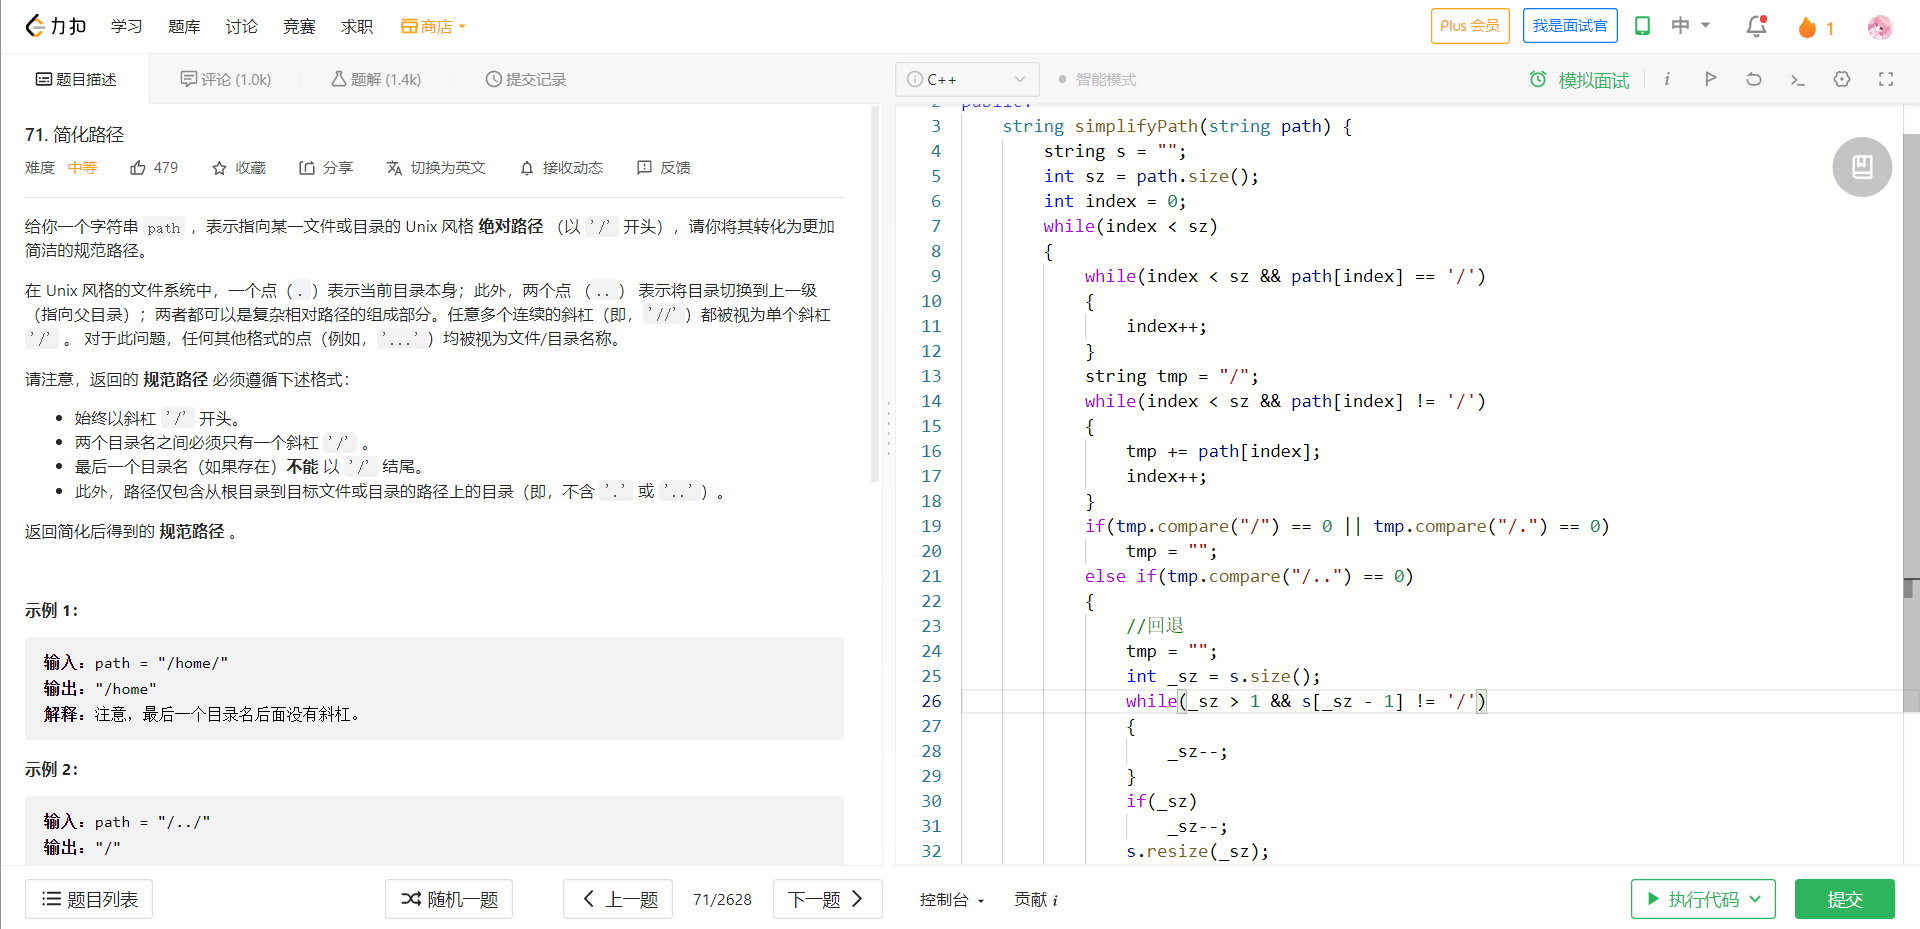 力扣 学习 题库 讨论 竞赛 求职 商店 Plus 会员 我是面试官 中 1
题目描述 评论 (1.0k) 题解 (1.4k) 提交记录
71. 简化路径
难度 中等 479 收藏 分享 切换为英文 接收动态 反馈
给你一个字符串 path ，表示指向某一文件或目录的 Unix 风格 绝对路径 （以 '/' 开头），请你将其转化为更加
简洁的规范路径。
在 Unix 风格的文件系统中，一个点（.）表示当前目录本身；此外，两个点 （..） 表示将目录切换到上一级
（指向父目录）；两者都可以是复杂相对路径的组成部分。任意多个连续的斜杠（即，'//'）都被视为单个斜杠
'/' 。 对于此问题，任何其他格式的点（例如，'...'）均被视为文件/目录名称。
请注意，返回的 规范路径 必须遵循下述格式：
• 始终以斜杠 '/' 开头。
• 两个目录名之间必须只有一个斜杠 '/' 。
• 最后一个目录名（如果存在）不能 以 '/' 结尾。
• 此外，路径仅包含从根目录到目标文件或目录的路径上的目录（即，不含 '.' 或 '..'）。
返回简化后得到的 规范路径 。
示例 1：
输入：path = "/home/"
输出："/home"
解释：注意，最后一个目录名后面没有斜杠。
示例 2：
输入：path = "/../"
输出："/"
题目列表 随机一题 上一题 71/2628 下一题
C++ 智能模式 模拟面试
2 public:
3 string simplifyPath(string path) {
4 string s = "";
5 int sz = path.size();
6 int index = 0;
7 while(index < sz)
8 {
9 while(index < sz && path[index] == '/')
10 {
11 index++;
12 }
13 string tmp = "/";
14 while(index < sz && path[index] != '/')
15 {
16 tmp += path[index];
17 index++;
18 }
19 if(tmp.compare("/") == 0 || tmp.compare("/.") == 0)
20 tmp = "";
21 else if(tmp.compare("/..") == 0)
22 {
23 //回退
24 tmp = "";
25 int _sz = s.size();
26 while(_sz > 1 && s[_sz - 1] != '/')
27 {
28 _sz--;
29 }
30 if(_sz)
31 _sz--;
32 s.resize(_sz);
控制台 贡献 i 执行代码 提交